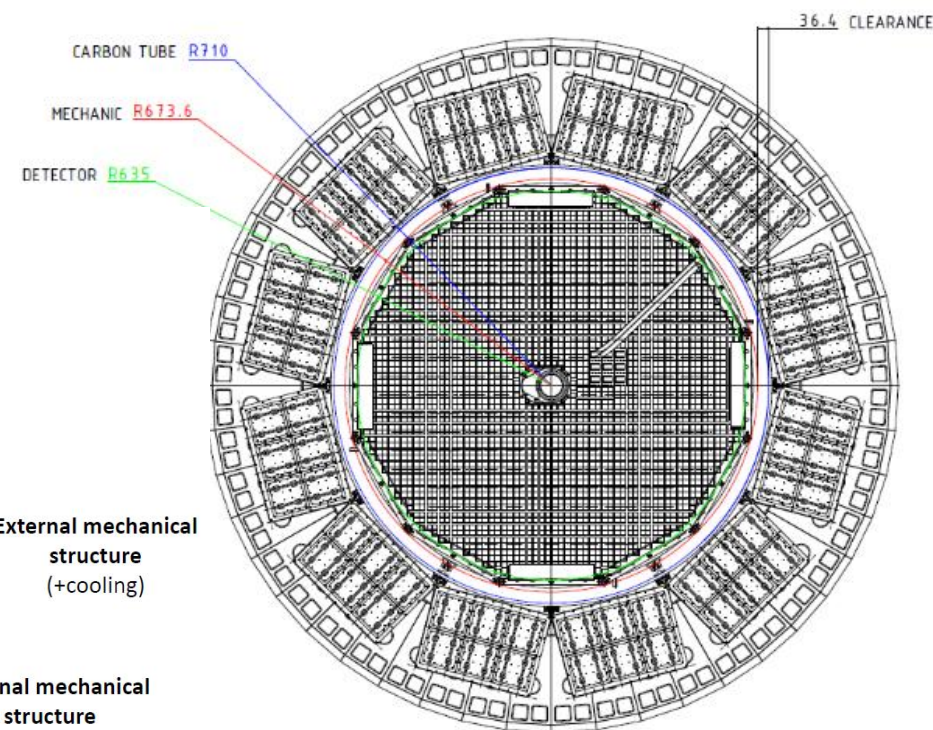 36.4 CLEARANCE
CARBON TUBE R710
MECHANIC R673.6
DETECTOR R635
External mechanical
structure
(+cooling)
nal mechanical
structure